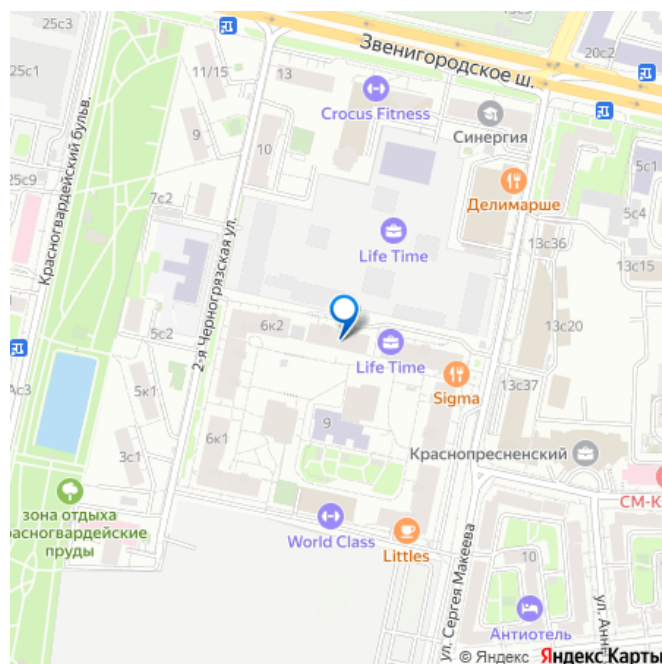 25с3
25с1
11/15
13
Звенигородское ш.
20с2
Crocus Fitness
Синергия
9
10
Красногвардейский бульв.
25с9
7с2
Делимарше
5с1
5с4
Life Time
13с36
13с15
2-я Черногрязская ул.
5с2
6к2
Life Time
13с20
5к1
Sigma
13с37
9
6к1
Краснопресненский
3с1
зона отдыха
расногвардейские
пруды
World Class
Littles
СМ-К
10
Антиотель
ул. Сергея Макеева
ул. Анн
© Яндекс Яндекс Карты